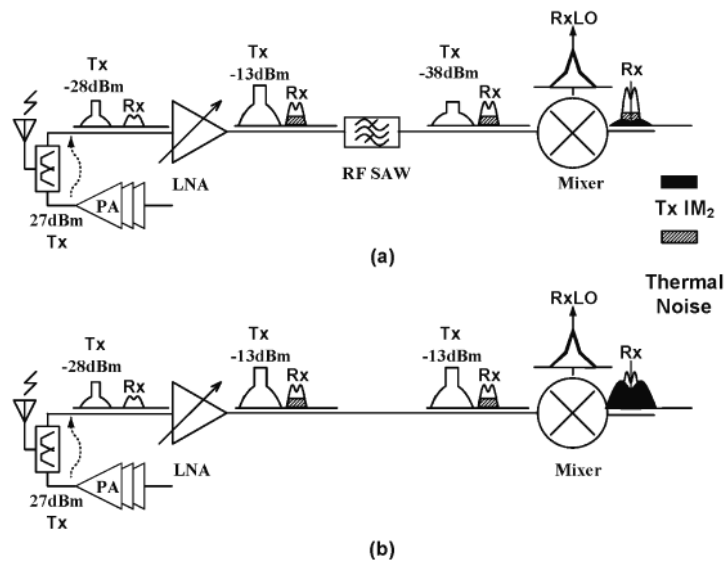 Tx
-28dBm
Rx
LNA
27dBm
Tx
PA
Tx
-13dBm
Rx
RF SAW
Tx
-38dBm
Rx
RxLO
Rx
Mixer
(a)
Tx IM2
Thermal
Noise
Tx
-28dBm
Rx
LNA
27dBm
Tx
PA
Tx
-13dBm
Rx
Tx
-13dBm
Rx
RxLO
Rx
Mixer
(b)